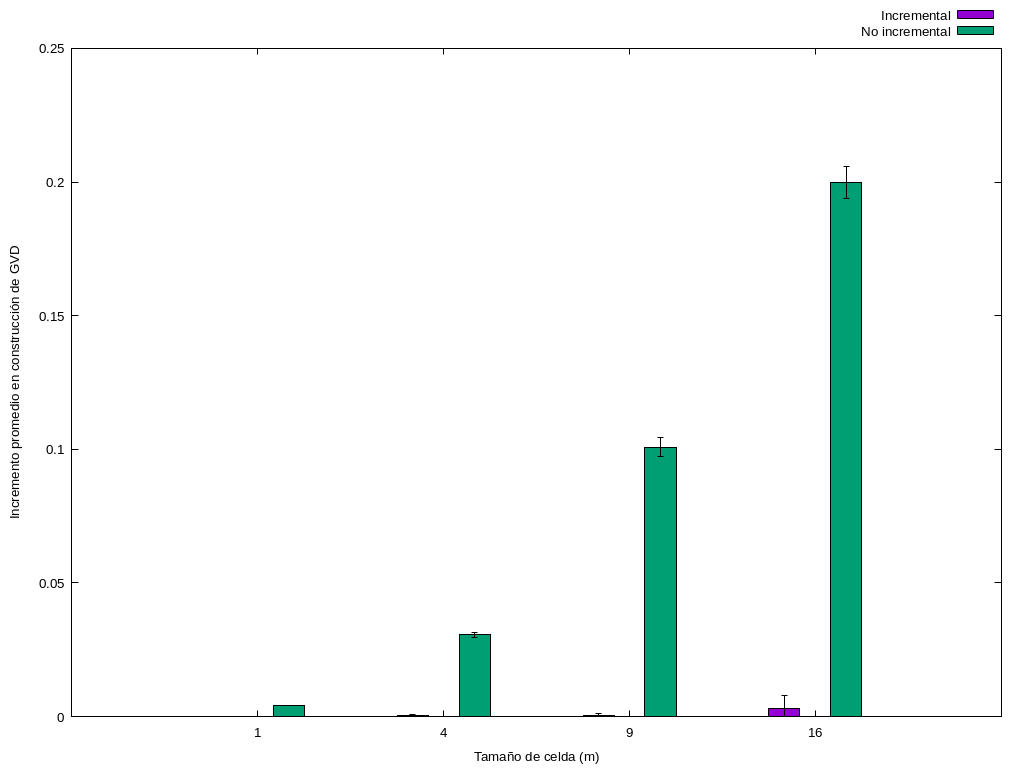 Incremental
No incremental
0.25
0.2
0.15
0.1
0.05
0
Incremento promedio en construcción de GVD
1 4 9 16
Tamaño de celda (m)